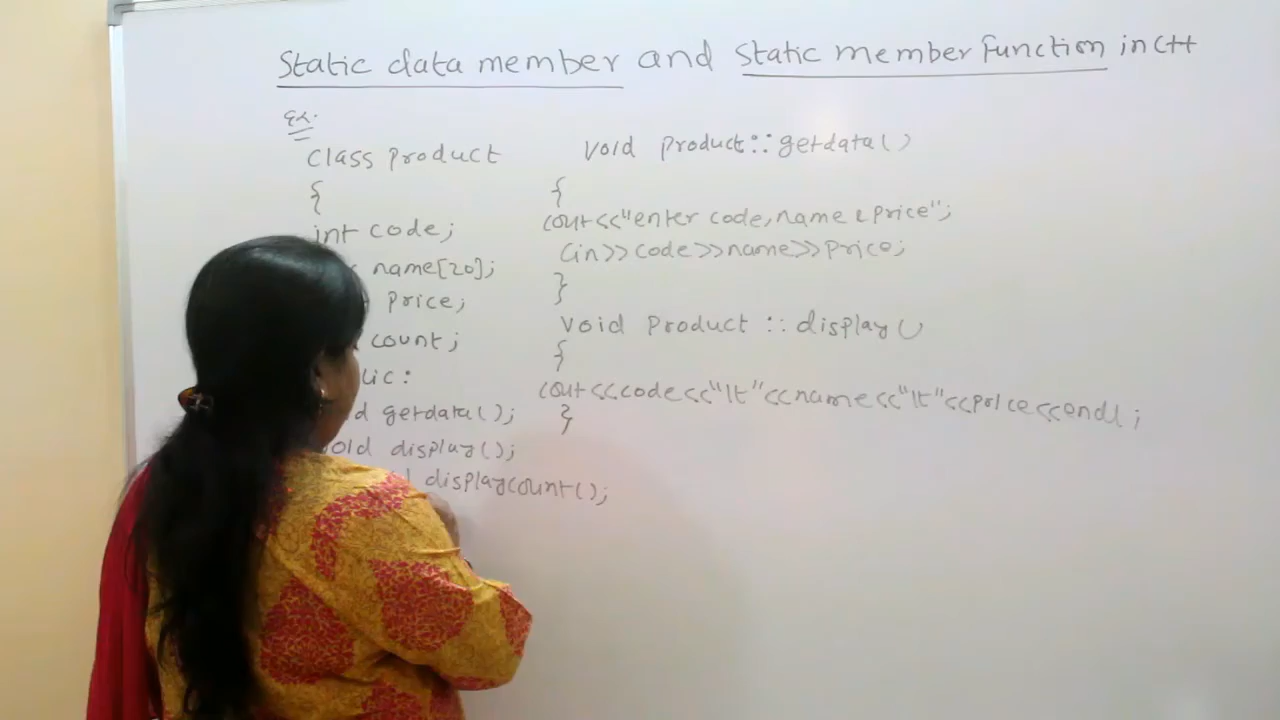 Static data member and Static member function in C++
Ex.
class product
{
int code;
name[20];
price;
count;
lic:
d getdata();
void display();
displaycount();
void product::getdata()
{
cout<<"enter code,name & price";
cin>>code>>name>>price;
}
void product :: display()
{
cout<<code<<"\t"<<name<<"\t"<<price<<endl;
}